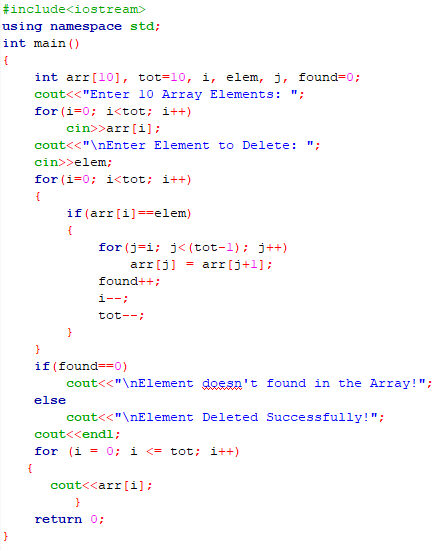 #include<iostream>
using namespace std;
int main()
{
    int arr[10], tot=10, i, elem, j, found=0;
    cout<<"Enter 10 Array Elements: ";
    for(i=0; i<tot; i++)
        cin>>arr[i];
    cout<<"\nEnter Element to Delete: ";
    cin>>elem;
    for(i=0; i<tot; i++)
    {
        if(arr[i]==elem)
        {
            for(j=i; j<(tot-1); j++)
                arr[j] = arr[j+1];
            found++;
            i--;
            tot--;
        }
    }
    if(found==0)
        cout<<"\nElement doesn't found in the Array!";
    else
        cout<<"\nElement Deleted Successfully!";
    cout<<endl;
    for (i = 0; i <= tot; i++)
   {
      cout<<arr[i];
         }
    return 0;
}